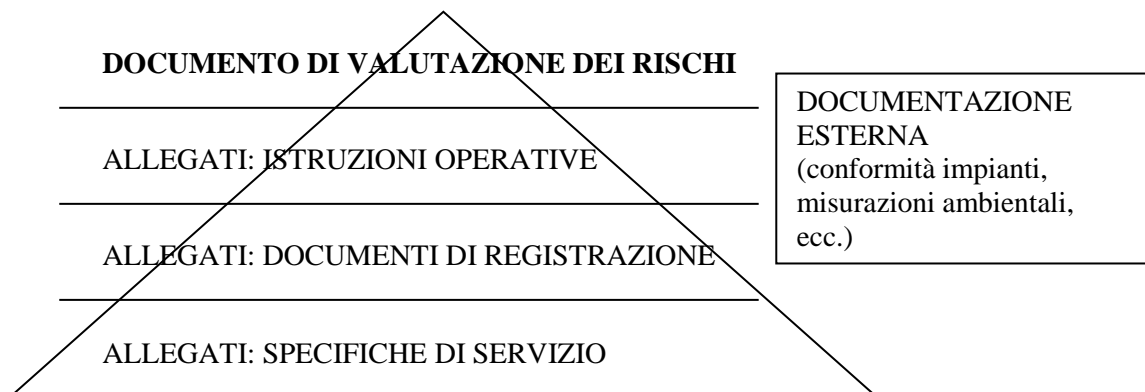 DOCUMENTO DI VALUTAZIONE DEI RISCHI
ALLEGATI: ISTRUZIONI OPERATIVE
ALLEGATI: DOCUMENTI DI REGISTRAZIONE
ALLEGATI: SPECIFICHE DI SERVIZIO
DOCUMENTAZIONE
ESTERNA
(conformità impianti,
misurazioni ambientali,
ecc.)